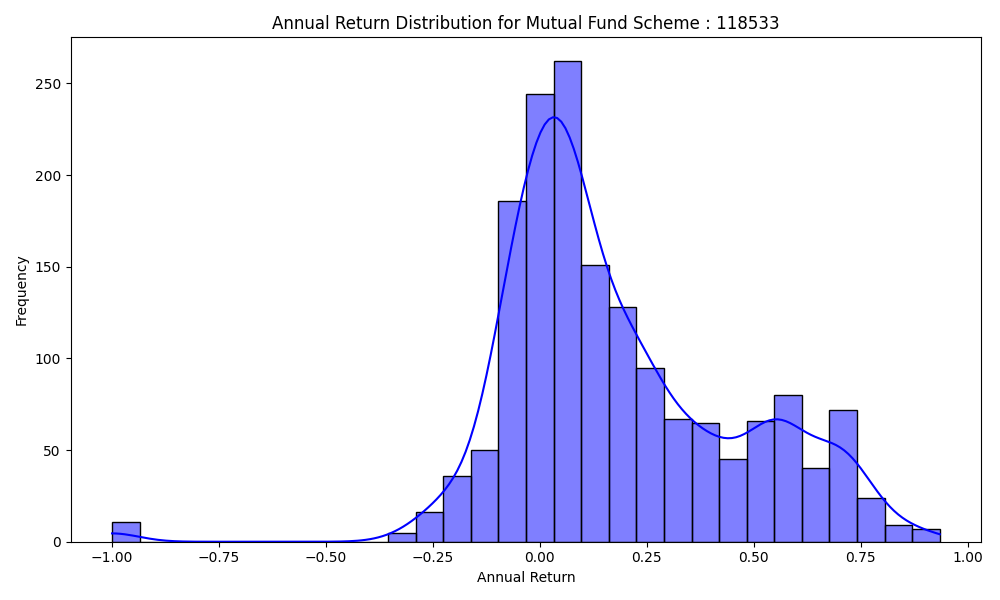 Annual Return Distribution for Mutual Fund Scheme : 118533
Frequency
250
200
150
100
50
0
−1.00 −0.75 −0.50 −0.25 0.00 0.25 0.50 0.75 1.00
Annual Return